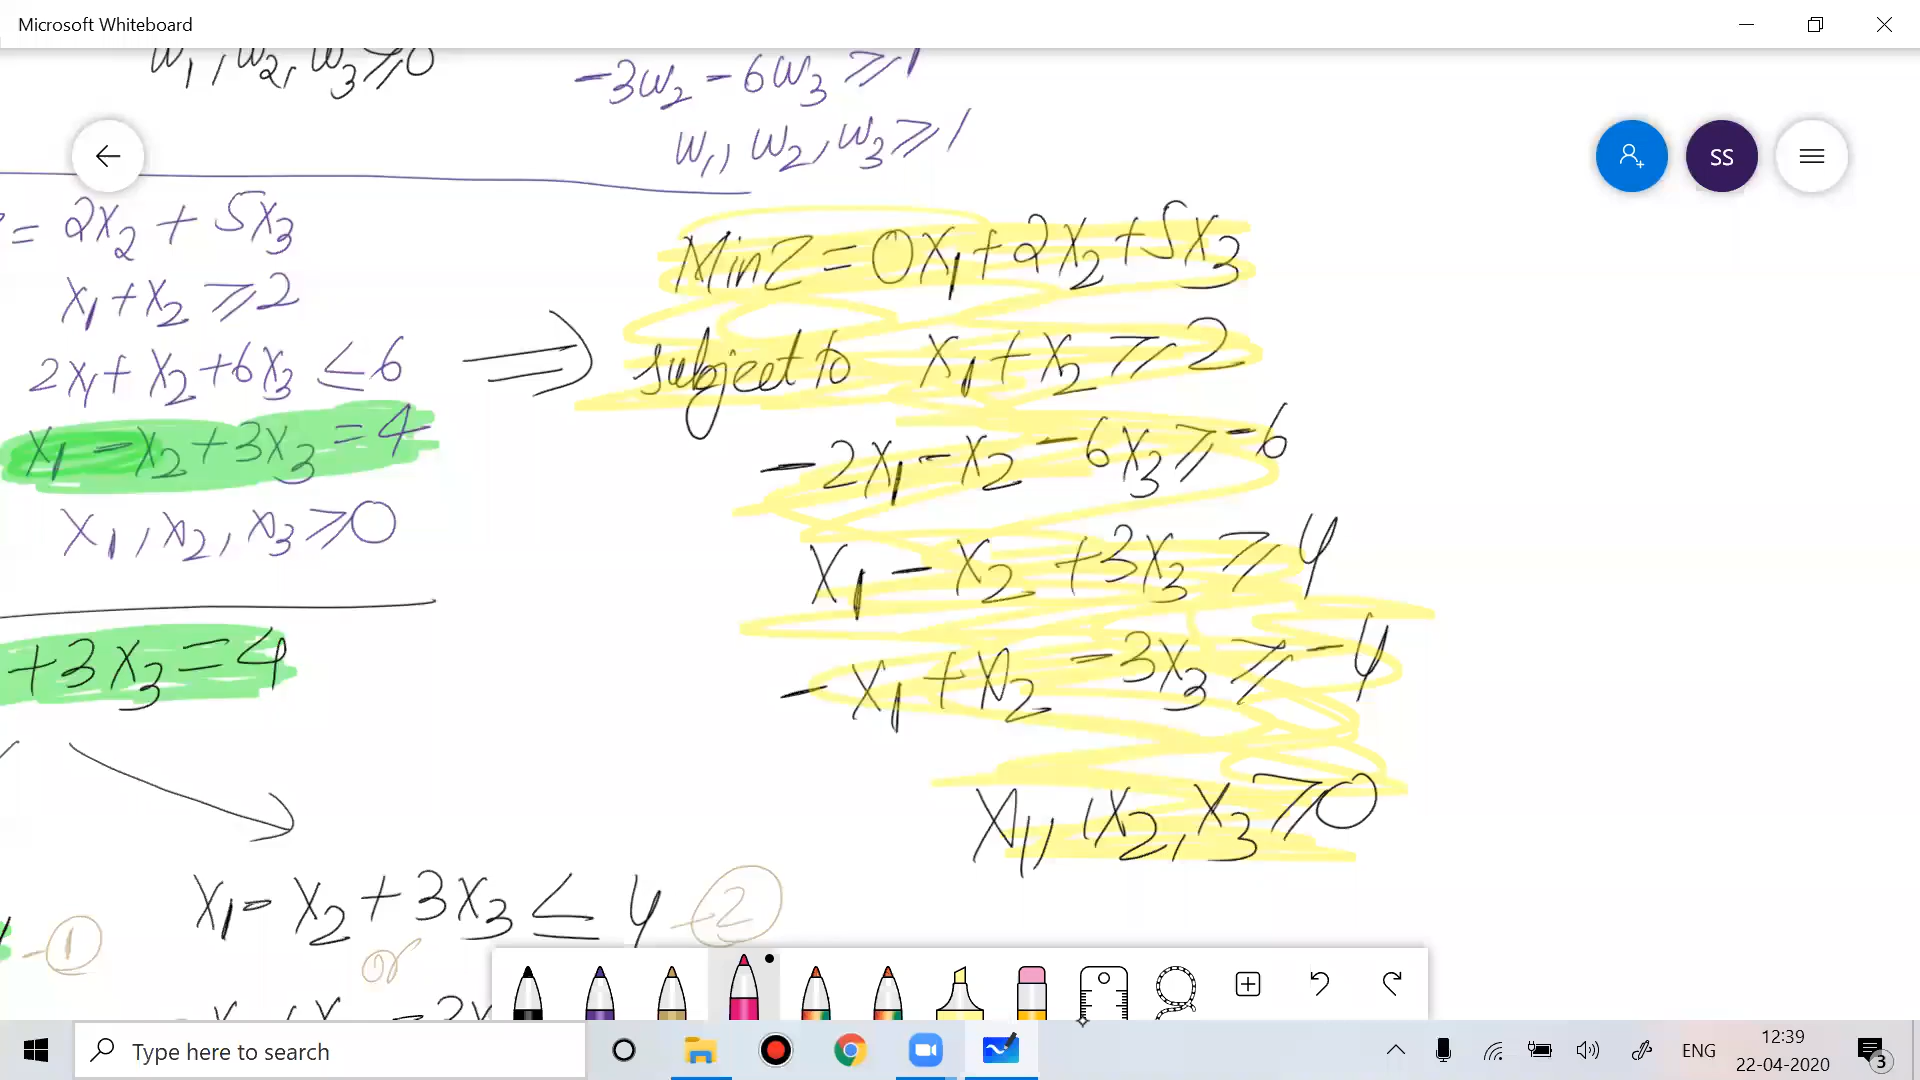 Microsoft Whiteboard
w1, w2, w3 ≥ 0
-3w2 - 6w3 ≥ 1
w1, w2, w3 ≥ 1
SS
= 2x2 + 5x3
x1 + x2 ≥ 2
2x1 + x2 + 6x3 ≤ 6
x1 - x2 + 3x3 = 4
x1, x2, x3 ≥ 0
⇒
Min Z = 0x1 + 2x2 + 5x3
subject to x1 + x2 ≥ 2
-2x1 - x2 - 6x3 ≥ -6
x1 - x2 + 3x3 ≥ 4
-x1 + x2 - 3x3 ≥ -4
x1, x2, x3 ≥ 0
+3x3 = 4
x1 - x2 + 3x3 ≤ 4 - 2
- 1
or
Type here to search
ENG
12:39
22-04-2020
3